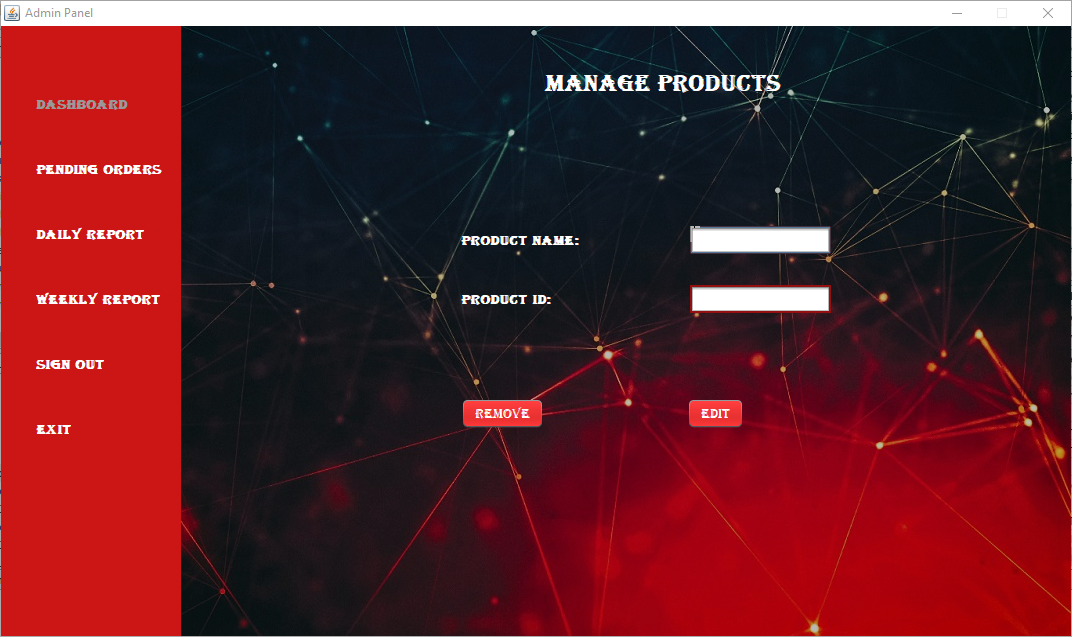 Admin Panel
MANAGE PRODUCTS
DASHBOARD
PENDING ORDERS
DAILY REPORT
WEEKLY REPORT
SIGN OUT
EXIT
PRODUCT NAME:
PRODUCT ID:
REMOVE
EDIT